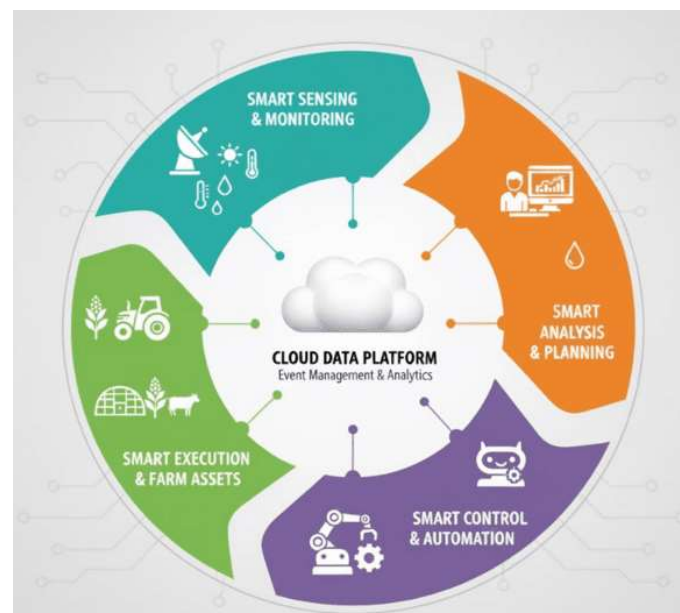 SMART SENSING
& MONITORING
SMART
ANALYSIS
& PLANNING
CLOUD DATA PLATFORM
Event Management & Analytics
SMART EXECUTION
& FARM ASSETS
SMART CONTROL
& AUTOMATION